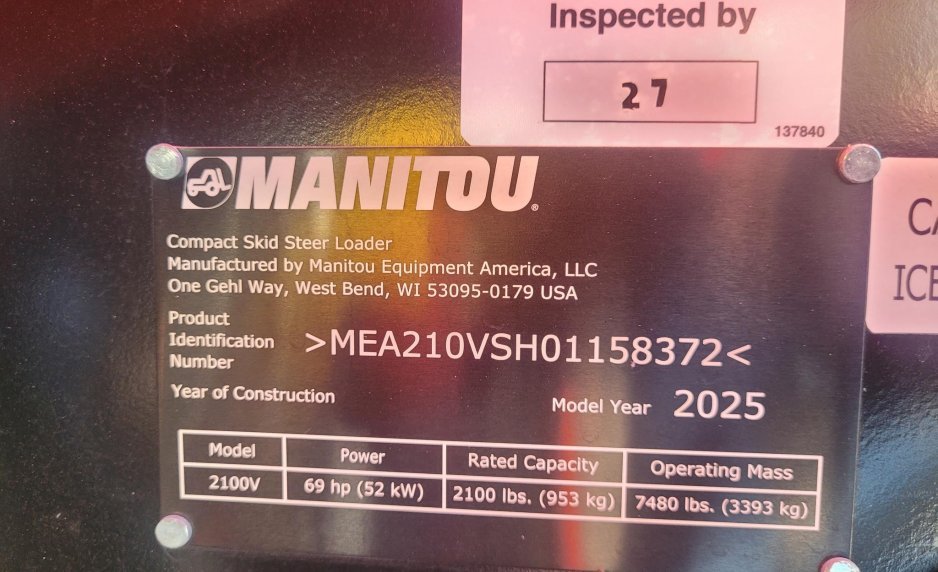 Inspected by
27
137840
MANITOU®
Compact Skid Steer Loader
Manufactured by Manitou Equipment America, LLC
One Gehl Way, West Bend, WI 53095-0179 USA
Product
Identification
Number
>MEA210VSH01158372<
Year of Construction
Model Year 2025
Model Power Rated Capacity Operating Mass
2100V 69 hp (52 kW) 2100 lbs. (953 kg) 7480 lbs. (3393 kg)